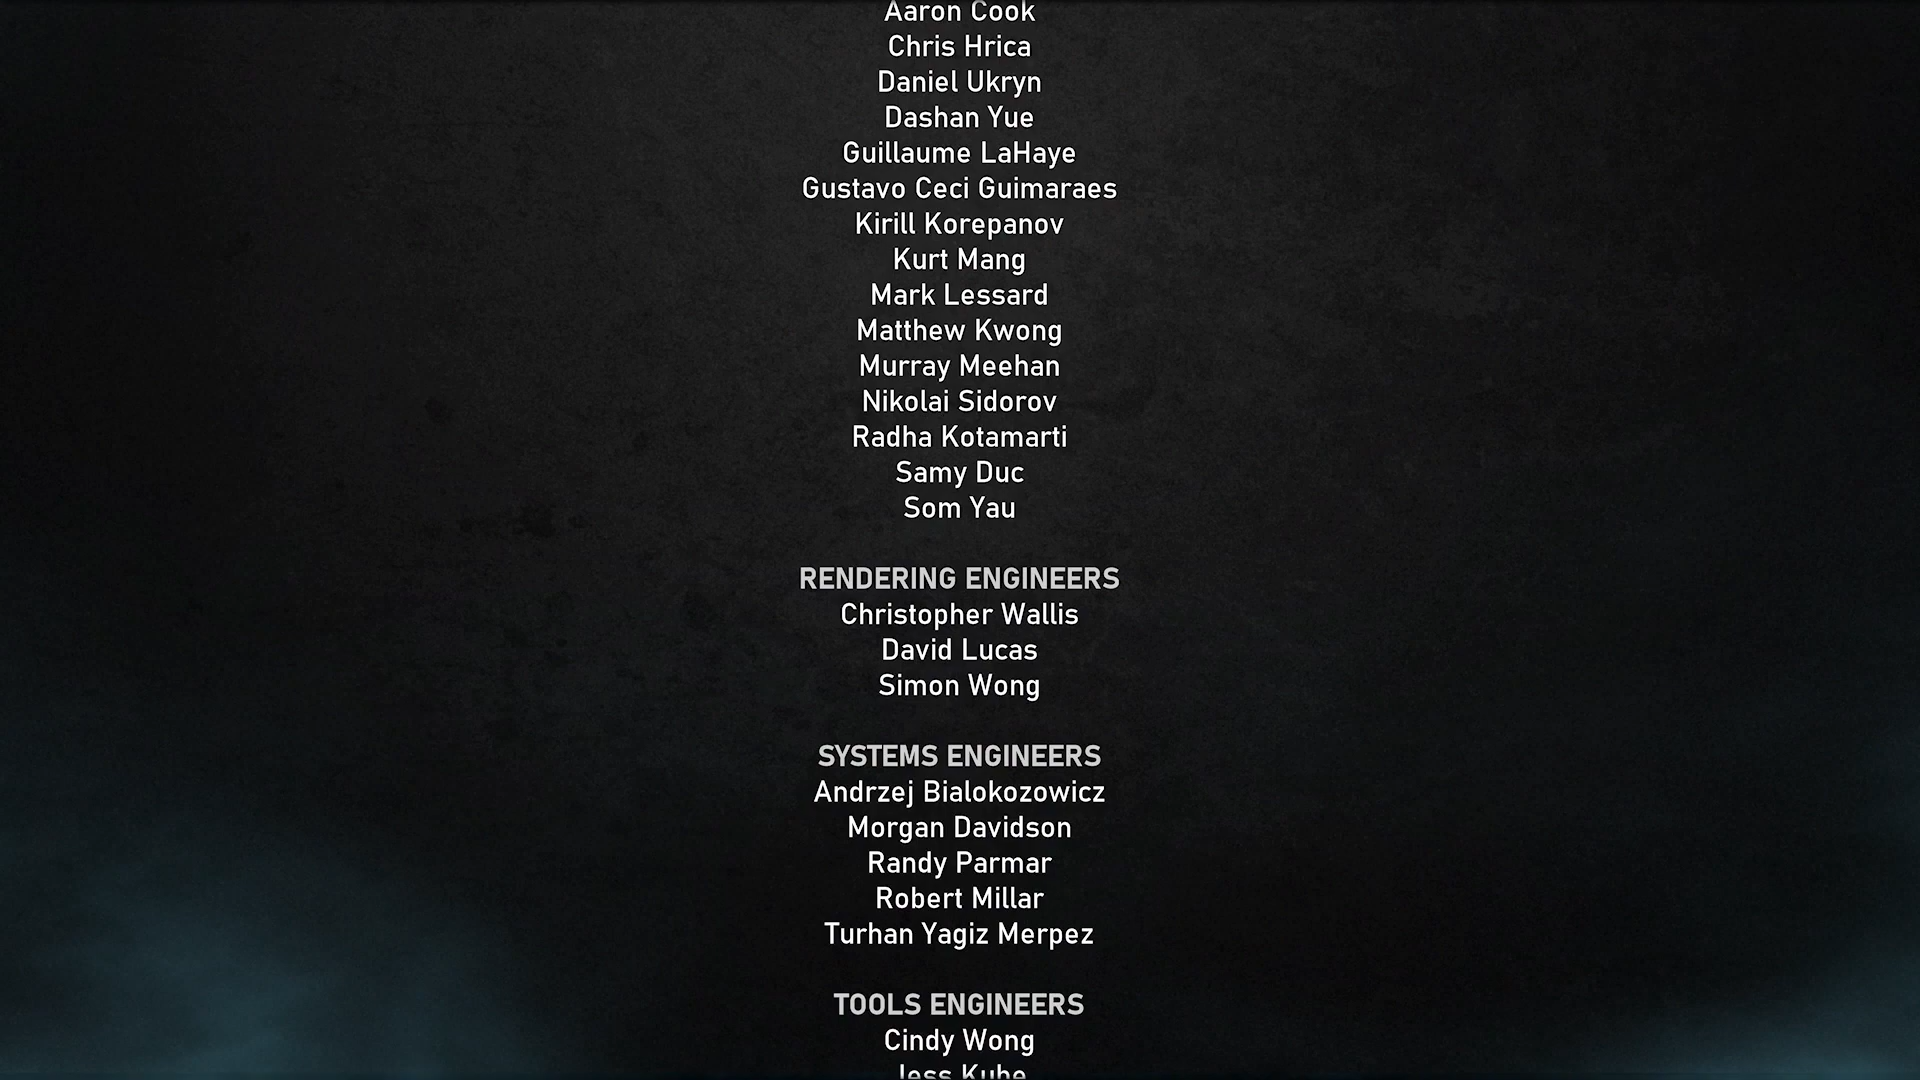 Aaron Cook
Chris Hrica
Daniel Ukryn
Dashan Yue
Guillaume LaHaye
Gustavo Ceci Guimaraes
Kirill Korepanov
Kurt Mang
Mark Lessard
Matthew Kwong
Murray Meehan
Nikolai Sidorov
Radha Kotamarti
Samy Duc
Som Yau
RENDERING ENGINEERS
Christopher Wallis
David Lucas
Simon Wong
SYSTEMS ENGINEERS
Andrzej Bialokozowicz
Morgan Davidson
Randy Parmar
Robert Millar
Turhan Yagiz Merpez
TOOLS ENGINEERS
Cindy Wong
Jess